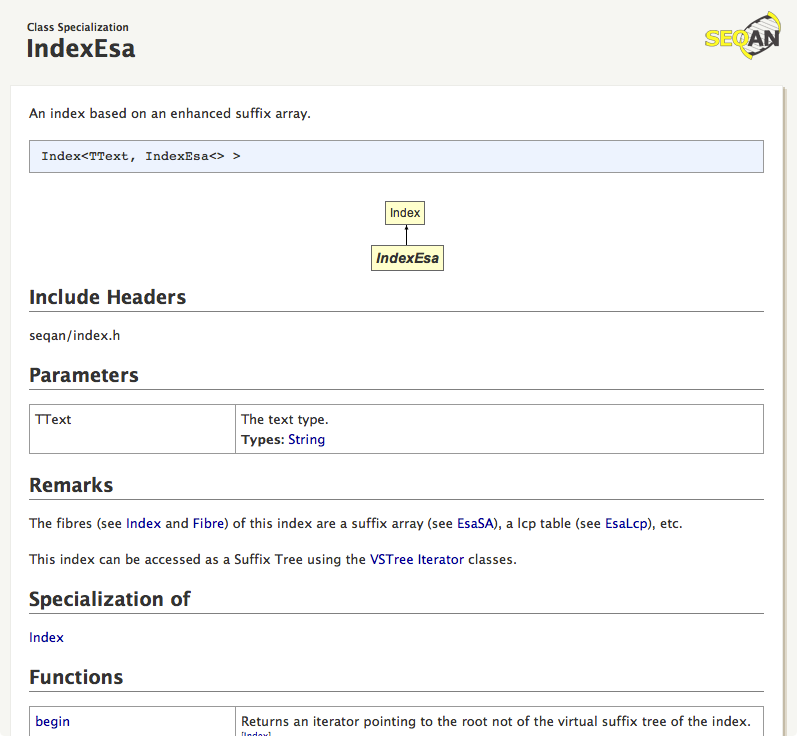 Class Specialization
IndexEsa
SEQAN
An index based on an enhanced suffix array.
Index<TText, IndexEsa<> >
Index
IndexEsa
Include Headers
seqan/index.h
Parameters
TText
The text type.
Types: String
Remarks
The fibres (see Index and Fibre) of this index are a suffix array (see EsaSA), a lcp table (see EsaLcp), etc.
This index can be accessed as a Suffix Tree using the VSTree Iterator classes.
Specialization of
Index
Functions
begin
Returns an iterator pointing to the root not of the virtual suffix tree of the index.
[Index]